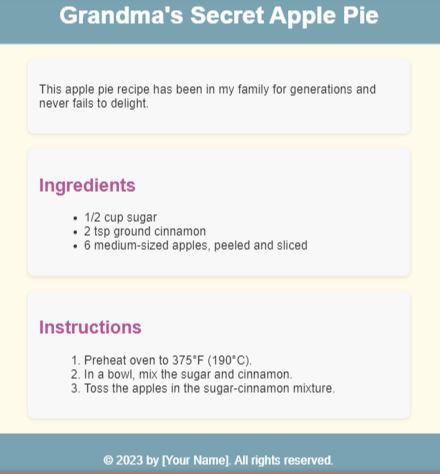 Grandma's Secret Apple Pie
This apple pie recipe has been in my family for generations and
never fails to delight.
Ingredients
• 1/2 cup sugar
• 2 tsp ground cinnamon
• 6 medium-sized apples, peeled and sliced
Instructions
1. Preheat oven to 375°F (190°C).
2. In a bowl, mix the sugar and cinnamon.
3. Toss the apples in the sugar-cinnamon mixture.
© 2023 by [Your Name]. All rights reserved.